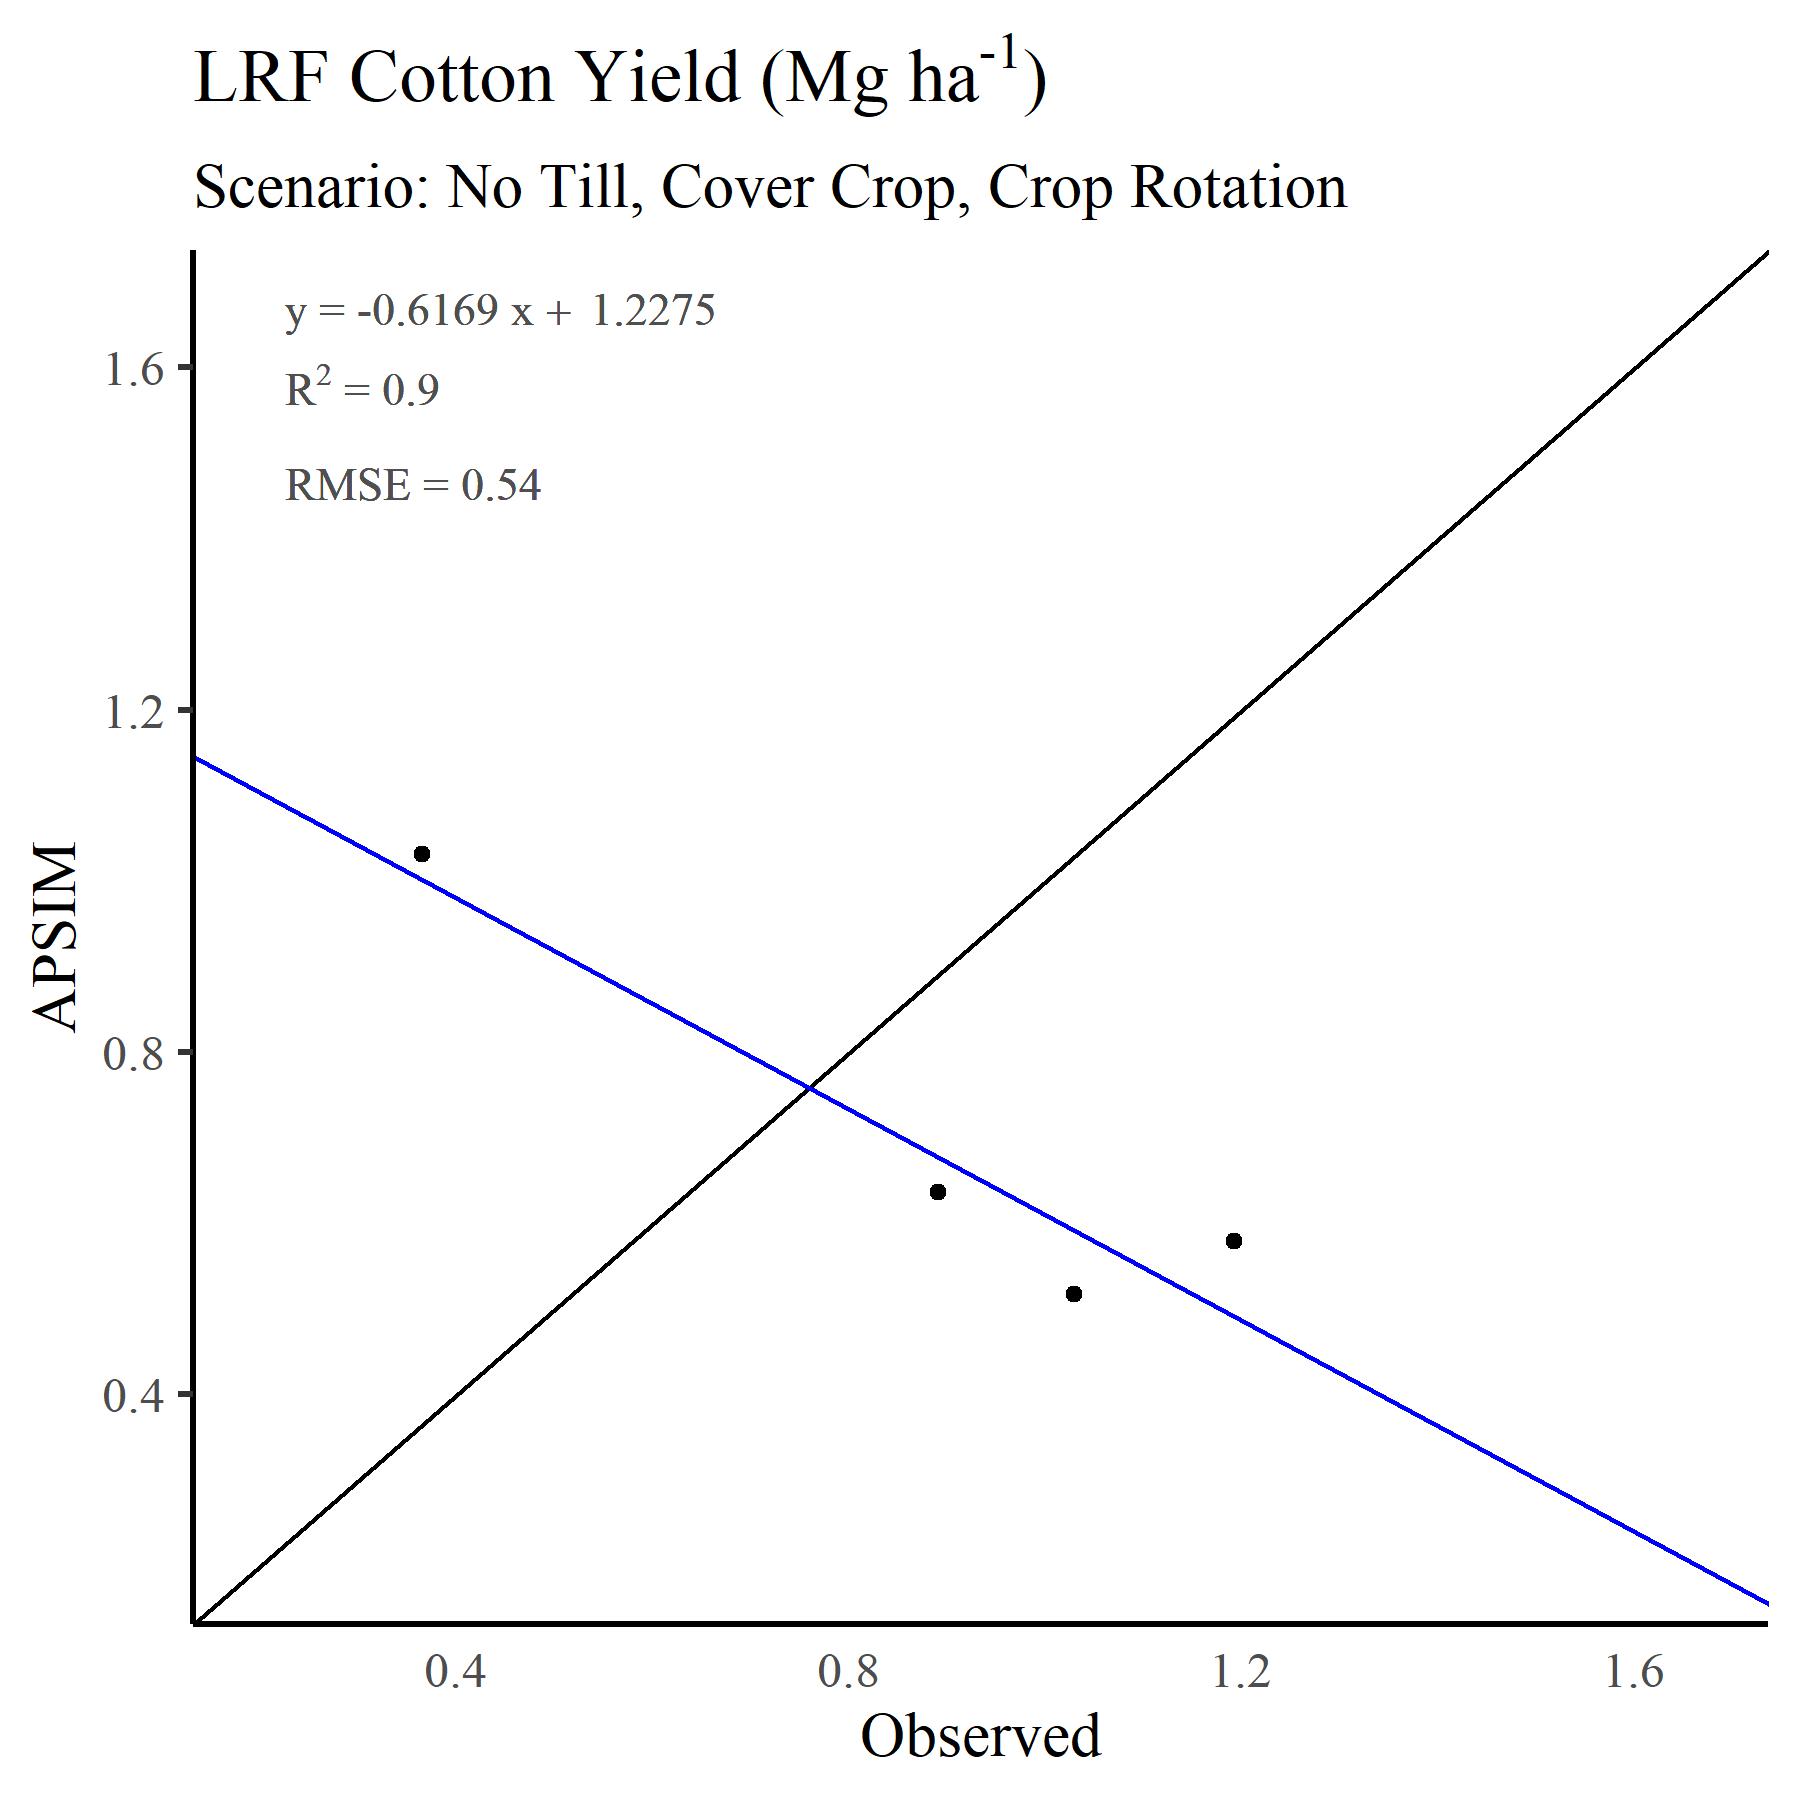 LRF Cotton Yield (Mg ha⁻¹)
Scenario: No Till, Cover Crop, Crop Rotation
y = -0.6169 x + 1.2275
R² = 0.9
RMSE = 0.54
1.6
1.2
0.8
0.4
APSIM
0.4 0.8 1.2 1.6
Observed